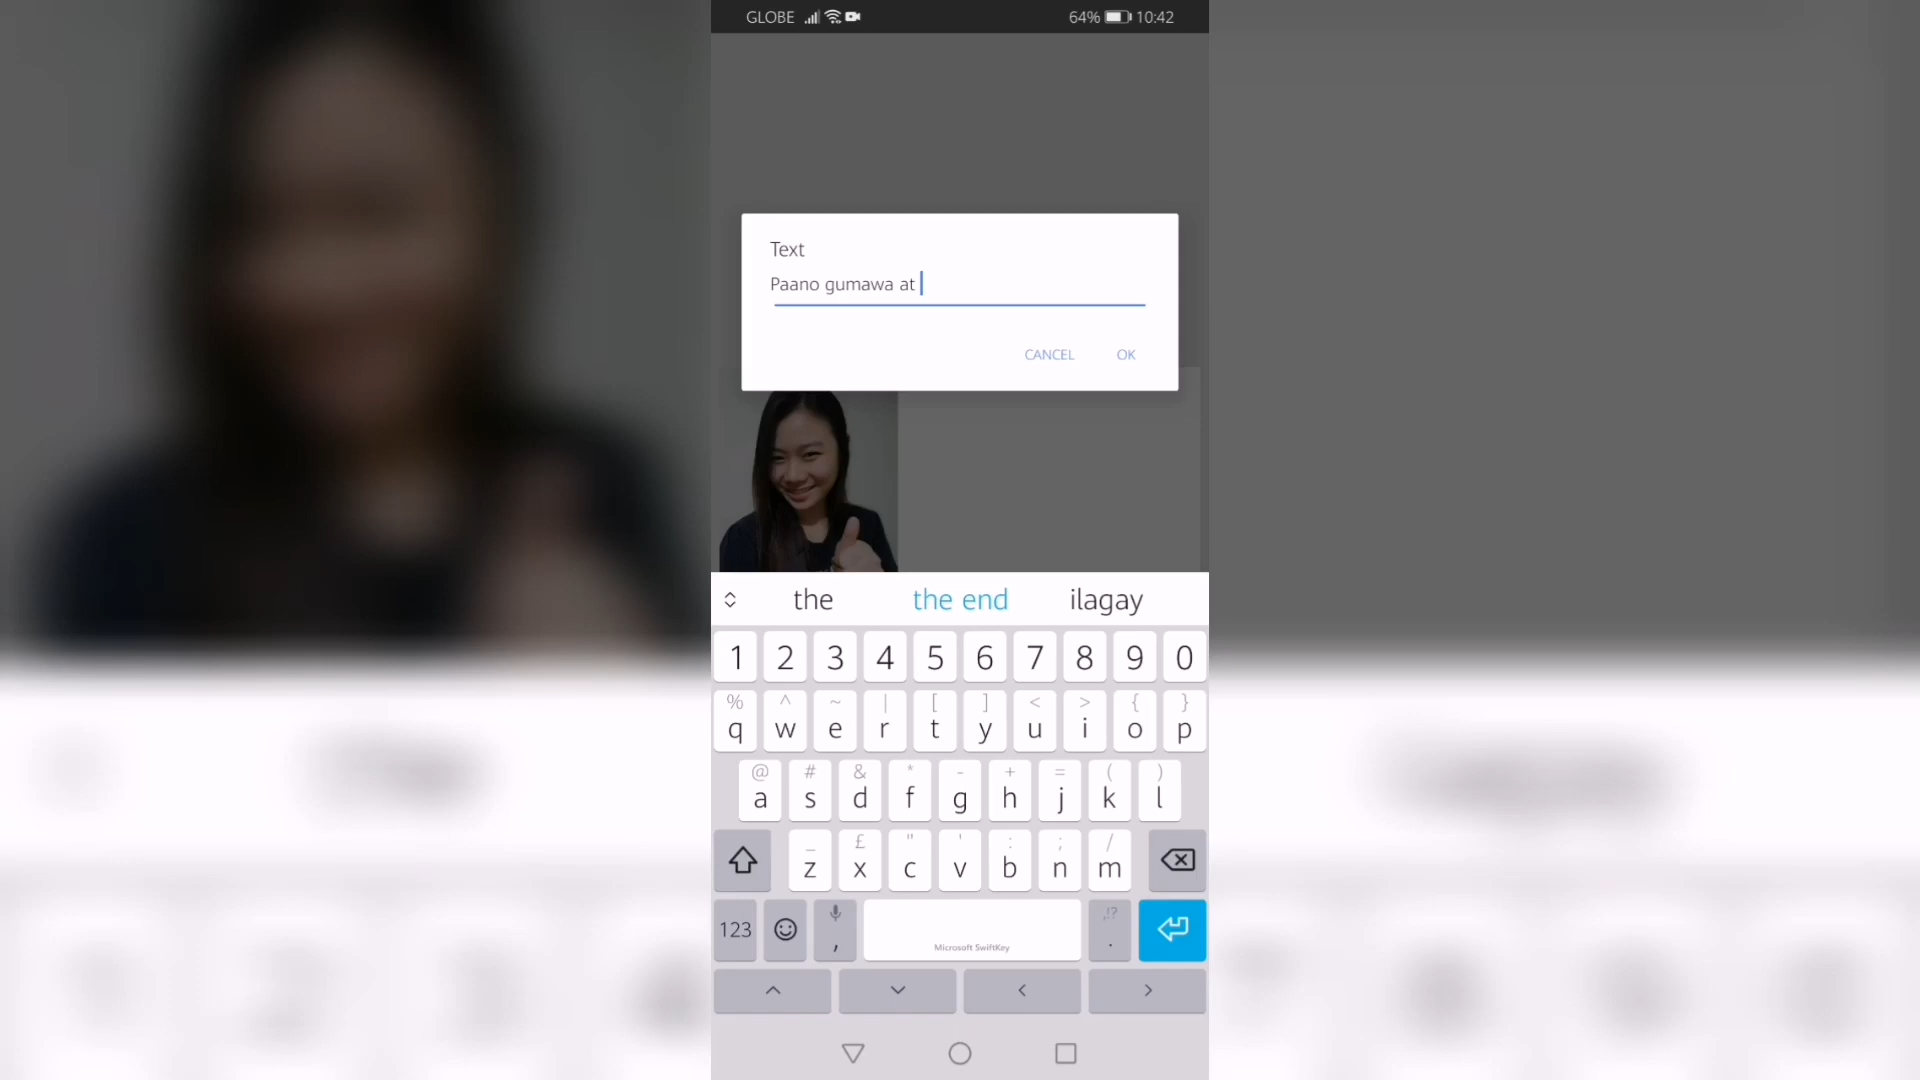 GLOBE 64% 10:42
Text
Paano gumawa at
CANCEL OK
the the end ilagay
1 2 3 4 5 6 7 8 9 0
% ^ ~ | [ ] < > { }
q w e r t y u i o p
@ # & * - + = ( )
a s d f g h j k l
_ £ " ' : ; /
z x c v b n m
,!?
123 , Microsoft SwiftKey .